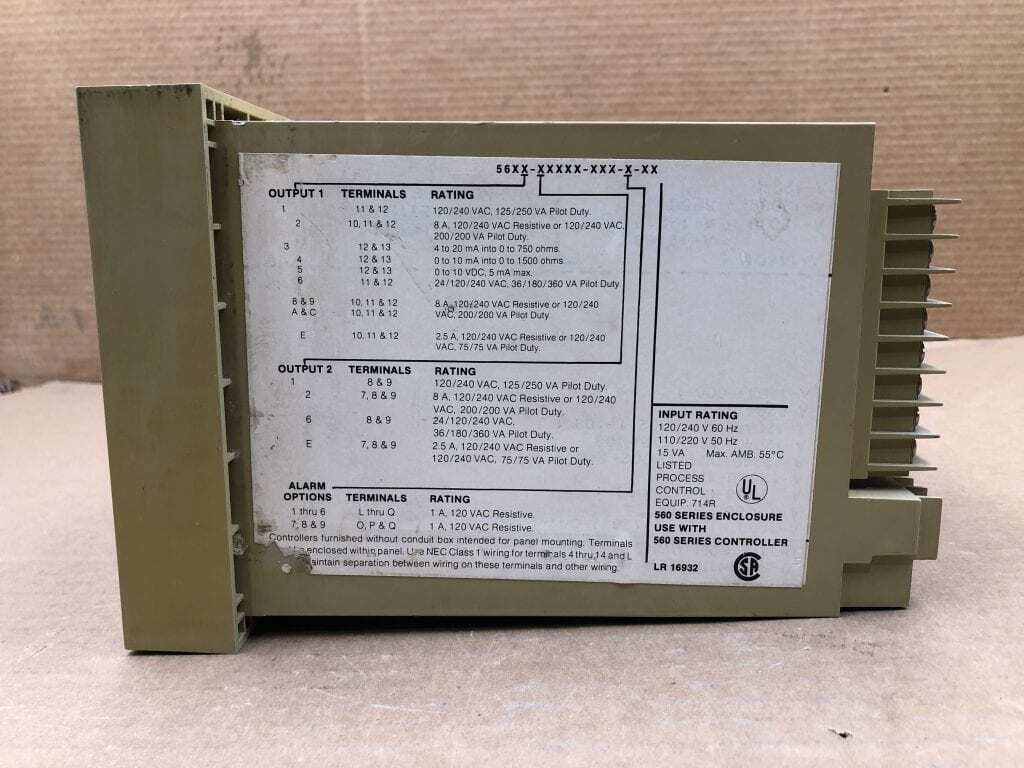 56XX-XXXXX-XXX-X-XX
OUTPUT 1 TERMINALS RATING
1 11 & 12 120/240 VAC, 125/250 VA Pilot Duty.
2 10, 11 & 12 8 A, 120/240 VAC Resistive or 120/240 VAC,
200/200 VA Pilot Duty.
3 12 & 13 4 to 20 mA into 0 to 750 ohms.
4 12 & 13 0 to 10 mA into 0 to 1500 ohms.
5 12 & 13 0 to 10 VDC, 5 mA max.
6 11 & 12 24/120/240 VAC, 36/180/360 VA Pilot Duty
8 & 9 10, 11 & 12 8 A, 120/240 VAC Resistive or 120/240
A & C 10, 11 & 12 VAC, 200/200 VA Pilot Duty.
E 10, 11 & 12 2.5 A, 120/240 VAC Resistive or 120/240
VAC, 75/75 VA Pilot Duty.
OUTPUT 2 TERMINALS RATING
1 8 & 9 120/240 VAC, 125/250 VA Pilot Duty.
2 7, 8 & 9 8 A, 120/240 VAC Resistive or 120/240
VAC, 200/200 VA Pilot Duty.
6 8 & 9 24/120/240 VAC,
36/180/360 VA Pilot Duty.
E 7, 8 & 9 2.5 A, 120/240 VAC Resistive or
120/240 VAC, 75/75 VA Pilot Duty.
ALARM
OPTIONS TERMINALS RATING
1 thru 6 L thru Q 1 A, 120 VAC Resistive.
7, 8 & 9 O, P & Q 1 A, 120 VAC Resistive.
Controllers furnished without conduit box intended for panel mounting. Terminals
enclosed within panel. Use NEC Class 1 wiring for terminals 4 thru 14 and L
maintain separation between wiring on these terminals and other wiring.
INPUT RATING
120/240 V 60 Hz
110/220 V 50 Hz
15 VA Max. AMB. 55°C
LISTED
PROCESS
CONTROL UL
EQUIP. 714R
560 SERIES ENCLOSURE
USE WITH
560 SERIES CONTROLLER
LR 16932 SA